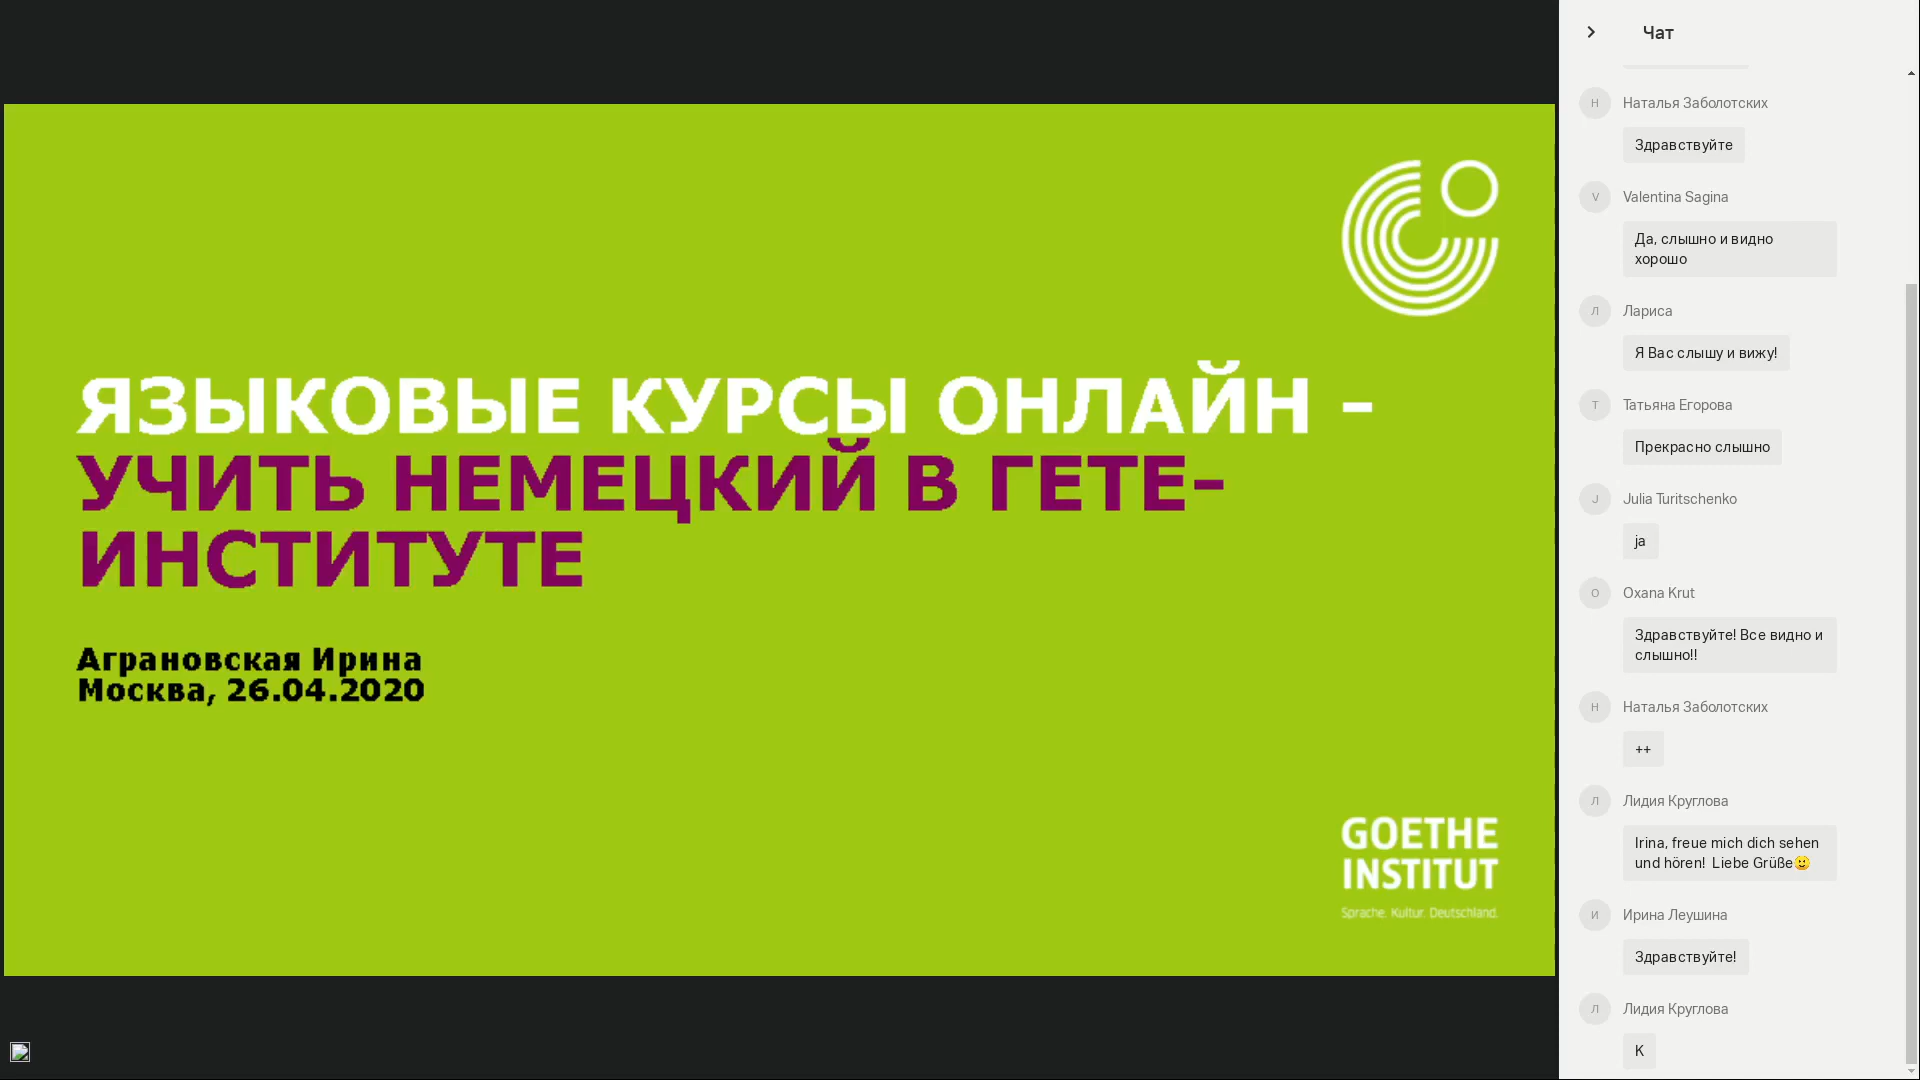 ЯЗЫКОВЫЕ КУРСЫ ОНЛАЙН –
УЧИТЬ НЕМЕЦКИЙ В ГЕТЕ-
ИНСТИТУТЕ
Аграновская Ирина
Москва, 26.04.2020
GOETHE
INSTITUT
Sprache. Kultur. Deutschland.
Чат
Н
Наталья Заболотских
Здравствуйте
V
Valentina Sagina
Да, слышно и видно
хорошо
Л
Лариса
Я Вас слышу и вижу!
Т
Татьяна Егорова
Прекрасно слышно
J
Julia Turitschenko
ja
O
Oxana Krut
Здравствуйте! Все видно и
слышно!!
Н
Наталья Заболотских
++
Л
Лидия Круглова
Irina, freue mich dich sehen
und hören! Liebe Grüße🙂
И
Ирина Леушина
Здравствуйте!
Л
Лидия Круглова
К